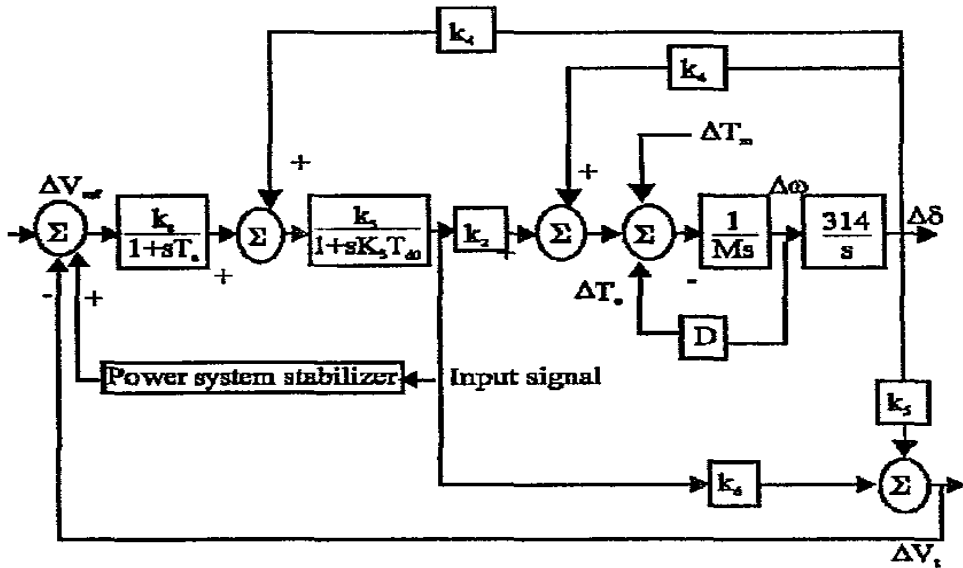 k₄
k₄
ΔTₘ
ΔV_ref
Σ
kₑ
1+sTₑ
Σ
k₃
1+sK₃T_d0
k₂
Σ
Σ
1
Ms
Δω
314
s
Δδ
+
+
+
+
-
-
+
ΔTₑ
D
Power system stabilizer
Input signal
k₅
k₆
Σ
ΔVₜ